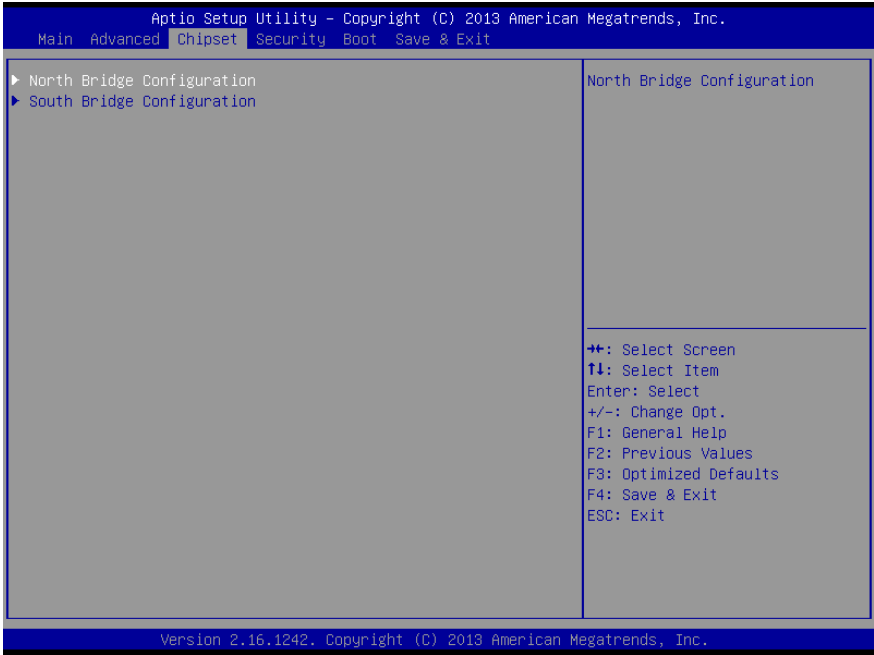 Aptio Setup Utility – Copyright (C) 2013 American Megatrends, Inc.
Main Advanced Chipset Security Boot Save & Exit
► North Bridge Configuration
► South Bridge Configuration
North Bridge Configuration
→←: Select Screen
↑↓: Select Item
Enter: Select
+/-: Change Opt.
F1: General Help
F2: Previous Values
F3: Optimized Defaults
F4: Save & Exit
ESC: Exit
Version 2.16.1242. Copyright (C) 2013 American Megatrends, Inc.